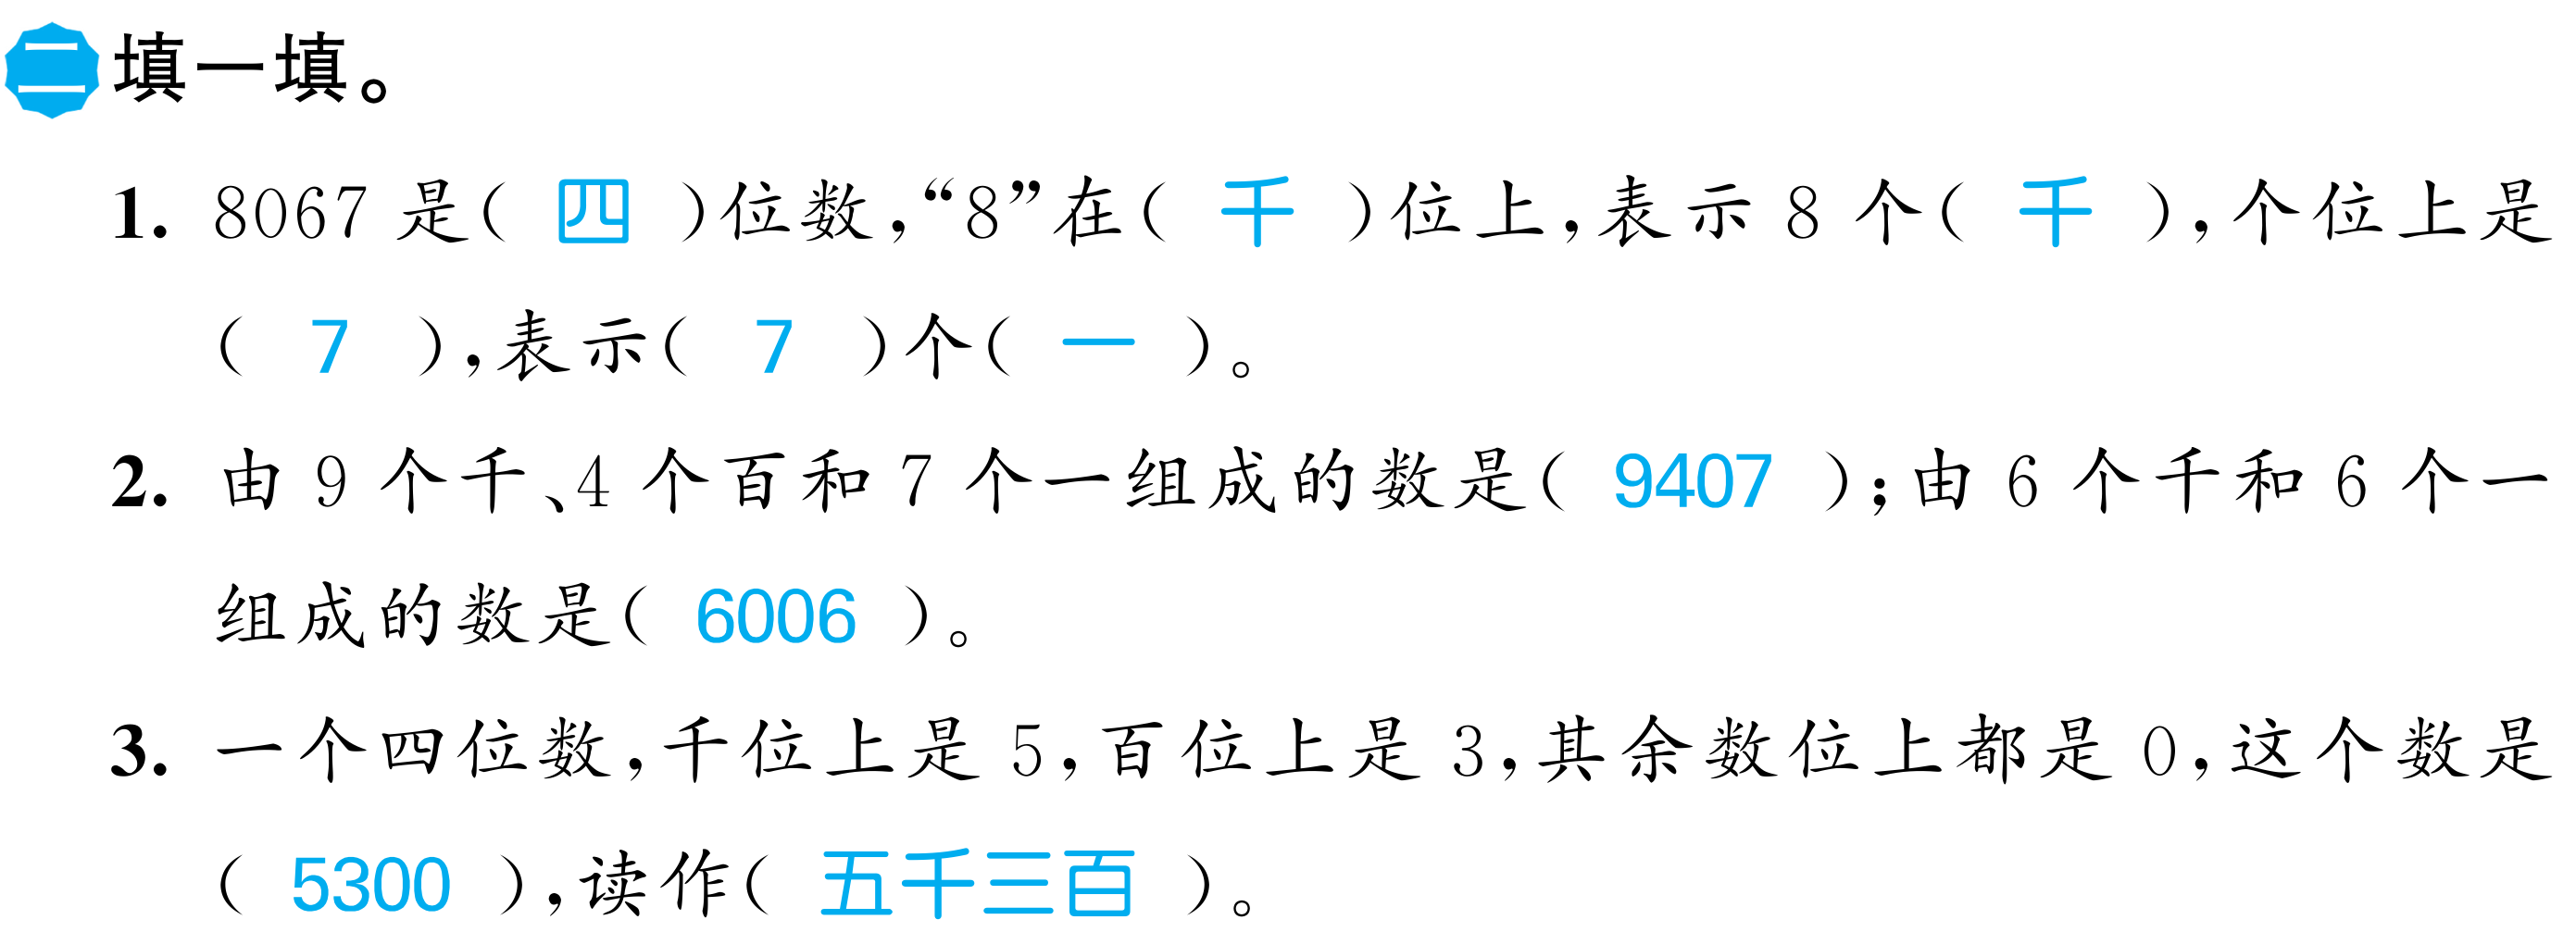 二 填一填。
1. 8067 是( 四 )位数,“8”在( 千 )位上,表示 8 个( 千 ),个位上是
( 7 ),表示( 7 )个( 一 )。
2. 由 9 个千、4 个百和 7 个一组成的数是( 9407 );由 6 个千和 6 个一
组成的数是( 6006 )。
3. 一个四位数,千位上是 5,百位上是 3,其余数位上都是 0,这个数是
( 5300 ),读作( 五千三百 )。